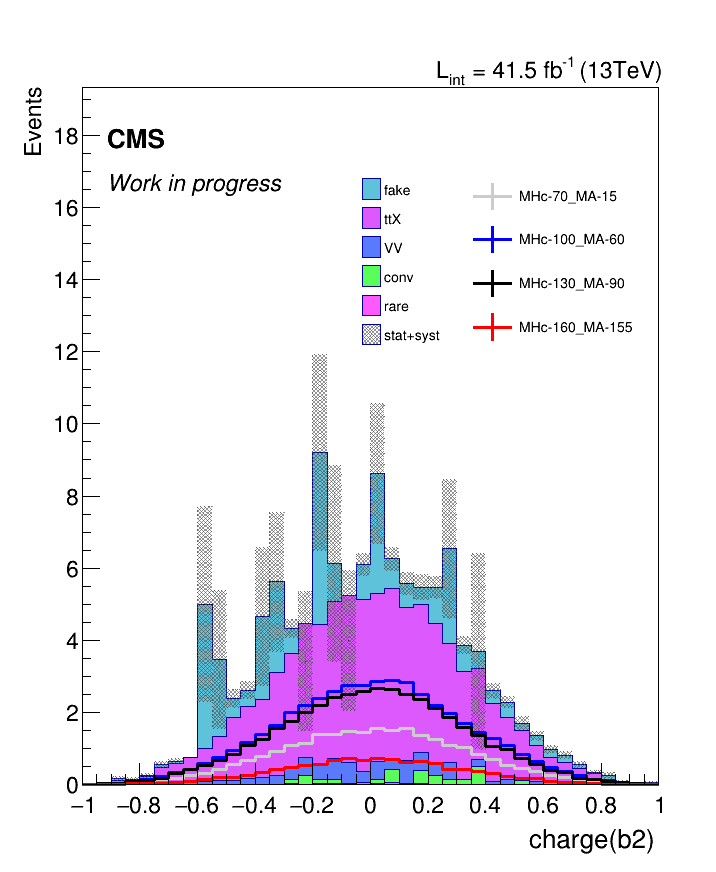 L_int = 41.5 fb^-1 (13TeV)
Events
CMS
Work in progress
fake
ttX
VV
conv
rare
stat+syst
MHc-70_MA-15
MHc-100_MA-60
MHc-130_MA-90
MHc-160_MA-155
18
16
14
12
10
8
6
4
2
0
−1 −0.8 −0.6 −0.4 −0.2 0 0.2 0.4 0.6 0.8 1
charge(b2)